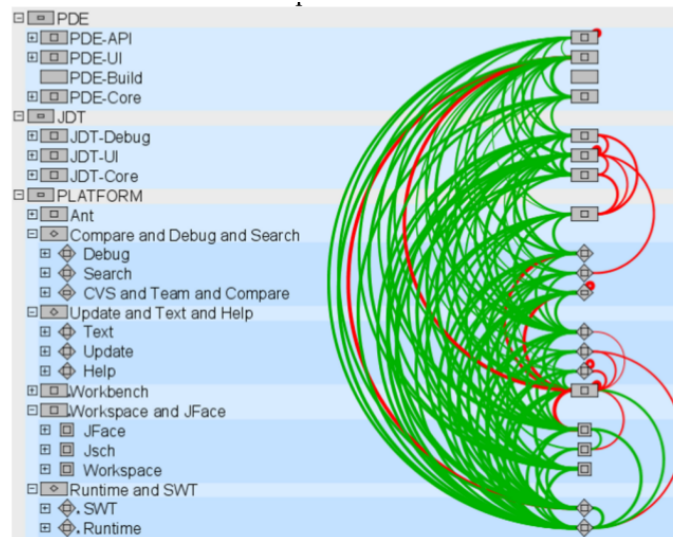 PDE
PDE-API
PDE-UI
PDE-Build
PDE-Core
JDT
JDT-Debug
JDT-UI
JDT-Core
PLATFORM
Ant
Compare and Debug and Search
Debug
Search
CVS and Team and Compare
Update and Text and Help
Text
Update
Help
Workbench
Workspace and JFace
JFace
Jsch
Workspace
Runtime and SWT
SWT
Runtime